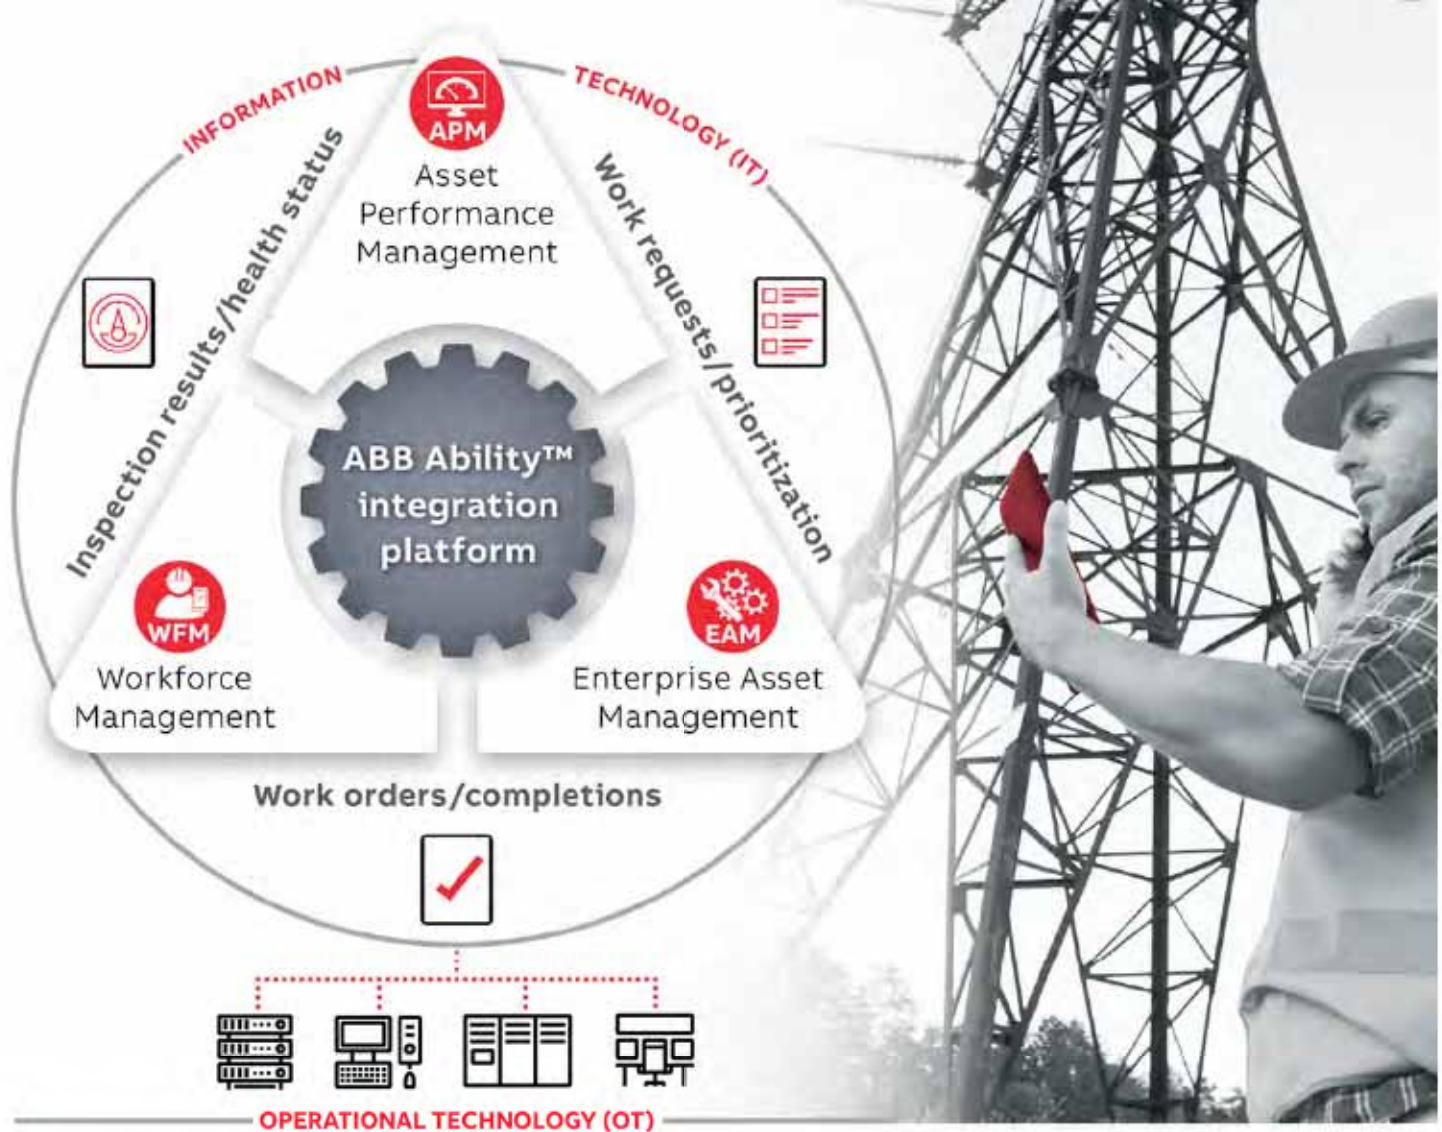 INFORMATION
TECHNOLOGY (IT)
APM
Asset
Performance
Management
Inspection results/health status
Work requests/prioritization
ABB Ability™
integration
platform
WFM
Workforce
Management
EAM
Enterprise Asset
Management
Work orders/completions
OPERATIONAL TECHNOLOGY (OT)